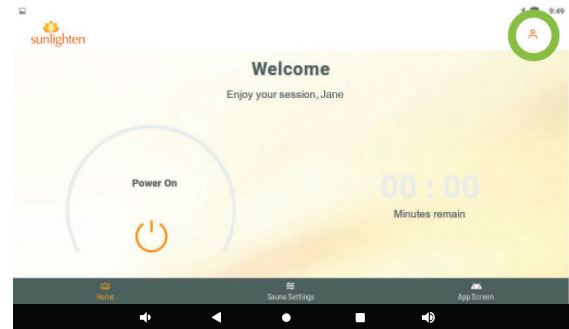 9:49
sunlighten
Welcome
Enjoy your session, Jane
Power On
00 : 00
Minutes remain
Home
Sauna Settings
App Screen